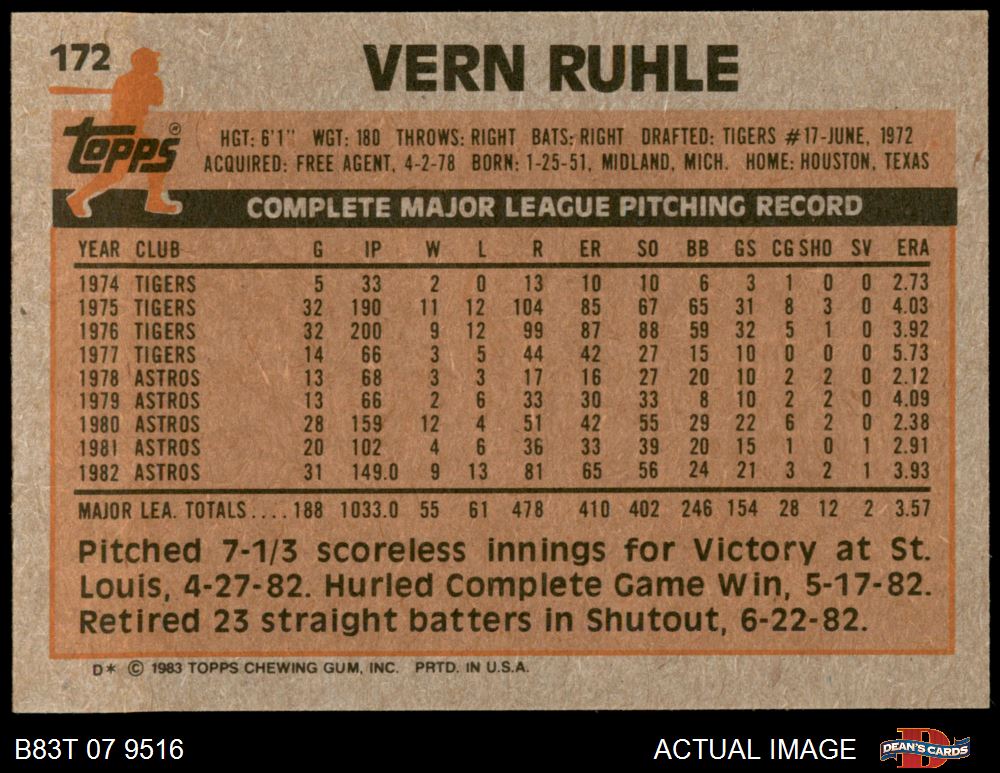 172
VERN RUHLE
Topps®
HGT: 6'1" WGT: 180 THROWS: RIGHT BATS: RIGHT DRAFTED: TIGERS #17-JUNE, 1972
ACQUIRED: FREE AGENT, 4-2-78 BORN: 1-25-51, MIDLAND, MICH. HOME: HOUSTON, TEXAS
COMPLETE MAJOR LEAGUE PITCHING RECORD
YEAR CLUB G IP W L R ER SO BB GS CG SHO SV ERA
1974 TIGERS 5 33 2 0 13 10 10 6 3 1 0 0 2.73
1975 TIGERS 32 190 11 12 104 85 67 65 31 8 3 0 4.03
1976 TIGERS 32 200 9 12 99 87 88 59 32 5 1 0 3.92
1977 TIGERS 14 66 3 5 44 42 27 15 10 0 0 0 5.73
1978 ASTROS 13 68 3 3 17 16 27 20 10 2 2 0 2.12
1979 ASTROS 13 66 2 6 33 30 33 8 10 2 2 0 4.09
1980 ASTROS 28 159 12 4 51 42 55 29 22 6 2 0 2.38
1981 ASTROS 20 102 4 6 36 33 39 20 15 1 0 1 2.91
1982 ASTROS 31 149.0 9 13 81 65 56 24 21 3 2 1 3.93
MAJOR LEA. TOTALS.... 188 1033.0 55 61 478 410 402 246 154 28 12 2 3.57
Pitched 7-1/3 scoreless innings for Victory at St.
Louis, 4-27-82. Hurled Complete Game Win, 5-17-82.
Retired 23 straight batters in Shutout, 6-22-82.
D* © 1983 TOPPS CHEWING GUM, INC. PRTD. IN U.S.A.
B83T 07 9516
ACTUAL IMAGE
DEAN'S CARDS